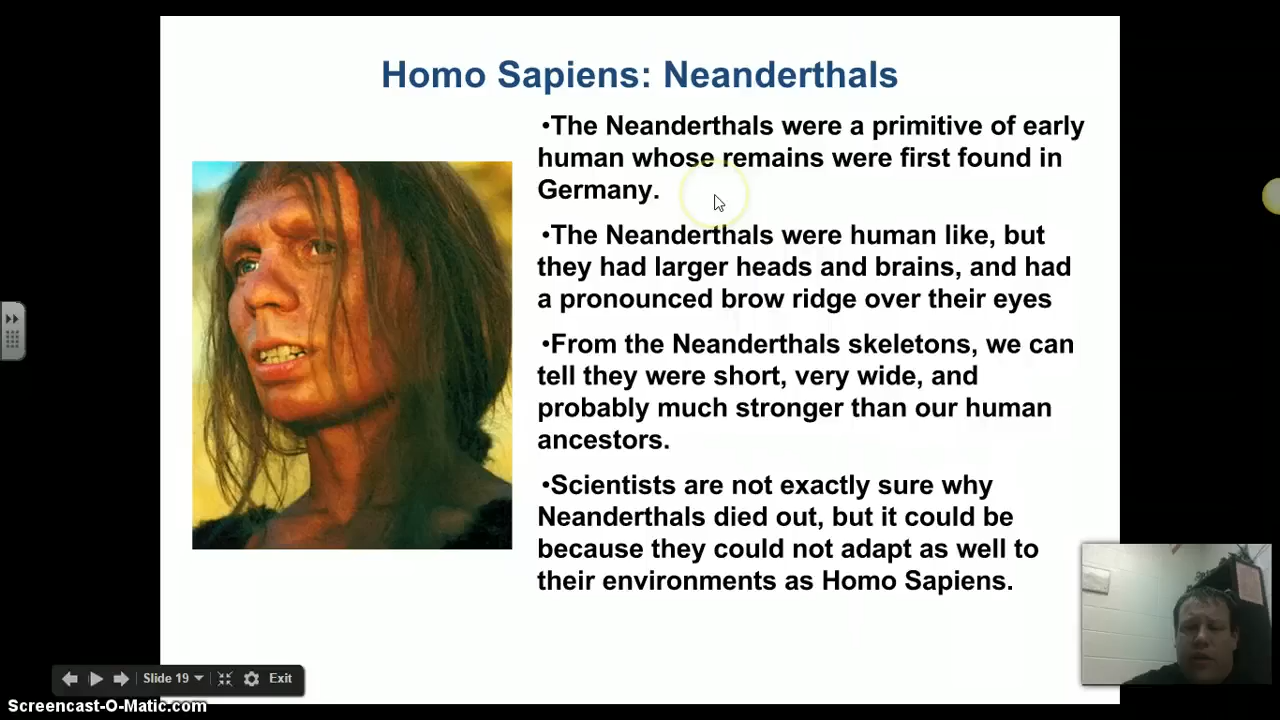 Homo Sapiens: Neanderthals
•The Neanderthals were a primitive of early
human whose remains were first found in
Germany.
•The Neanderthals were human like, but
they had larger heads and brains, and had
a pronounced brow ridge over their eyes
•From the Neanderthals skeletons, we can
tell they were short, very wide, and
probably much stronger than our human
ancestors.
•Scientists are not exactly sure why
Neanderthals died out, but it could be
because they could not adapt as well to
their environments as Homo Sapiens.
Slide 19
Exit
Screencast-O-Matic.com